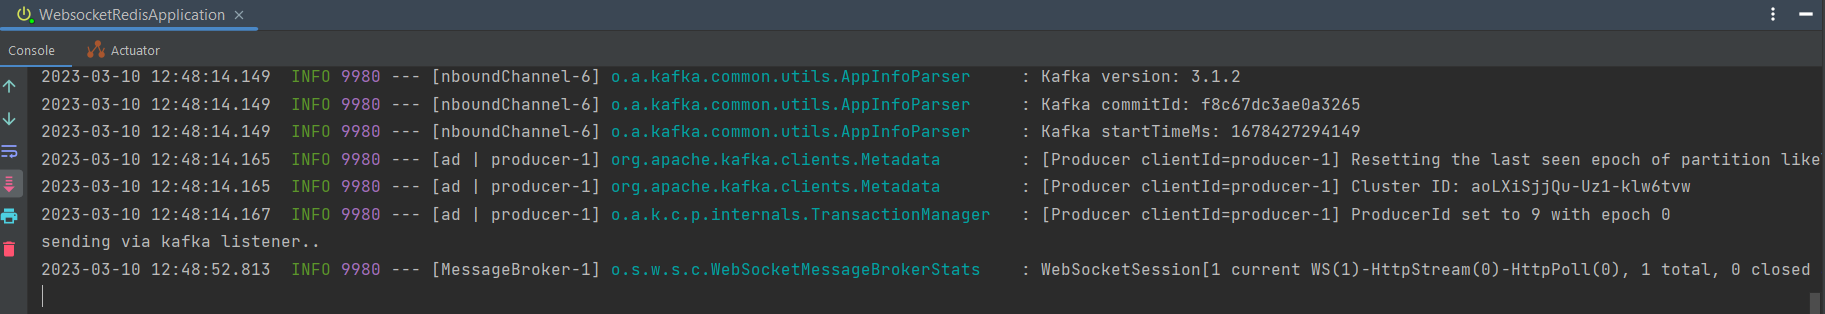 WebsocketRedisApplication
Console Actuator
2023-03-10 12:48:14.149 INFO 9980 --- [nboundChannel-6] o.a.kafka.common.utils.AppInfoParser : Kafka version: 3.1.2
2023-03-10 12:48:14.149 INFO 9980 --- [nboundChannel-6] o.a.kafka.common.utils.AppInfoParser : Kafka commitId: f8c67dc3ae0a3265
2023-03-10 12:48:14.149 INFO 9980 --- [nboundChannel-6] o.a.kafka.common.utils.AppInfoParser : Kafka startTimeMs: 1678427294149
2023-03-10 12:48:14.165 INFO 9980 --- [ad | producer-1] org.apache.kafka.clients.Metadata : [Producer clientId=producer-1] Resetting the last seen epoch of partition like
2023-03-10 12:48:14.165 INFO 9980 --- [ad | producer-1] org.apache.kafka.clients.Metadata : [Producer clientId=producer-1] Cluster ID: aoLXiSjjQu-Uz1-klw6tvw
2023-03-10 12:48:14.167 INFO 9980 --- [ad | producer-1] o.a.k.c.p.internals.TransactionManager : [Producer clientId=producer-1] ProducerId set to 9 with epoch 0
sending via kafka listener..
2023-03-10 12:48:52.813 INFO 9980 --- [MessageBroker-1] o.s.w.s.c.WebSocketMessageBrokerStats : WebSocketSession[1 current WS(1)-HttpStream(0)-HttpPoll(0), 1 total, 0 closed